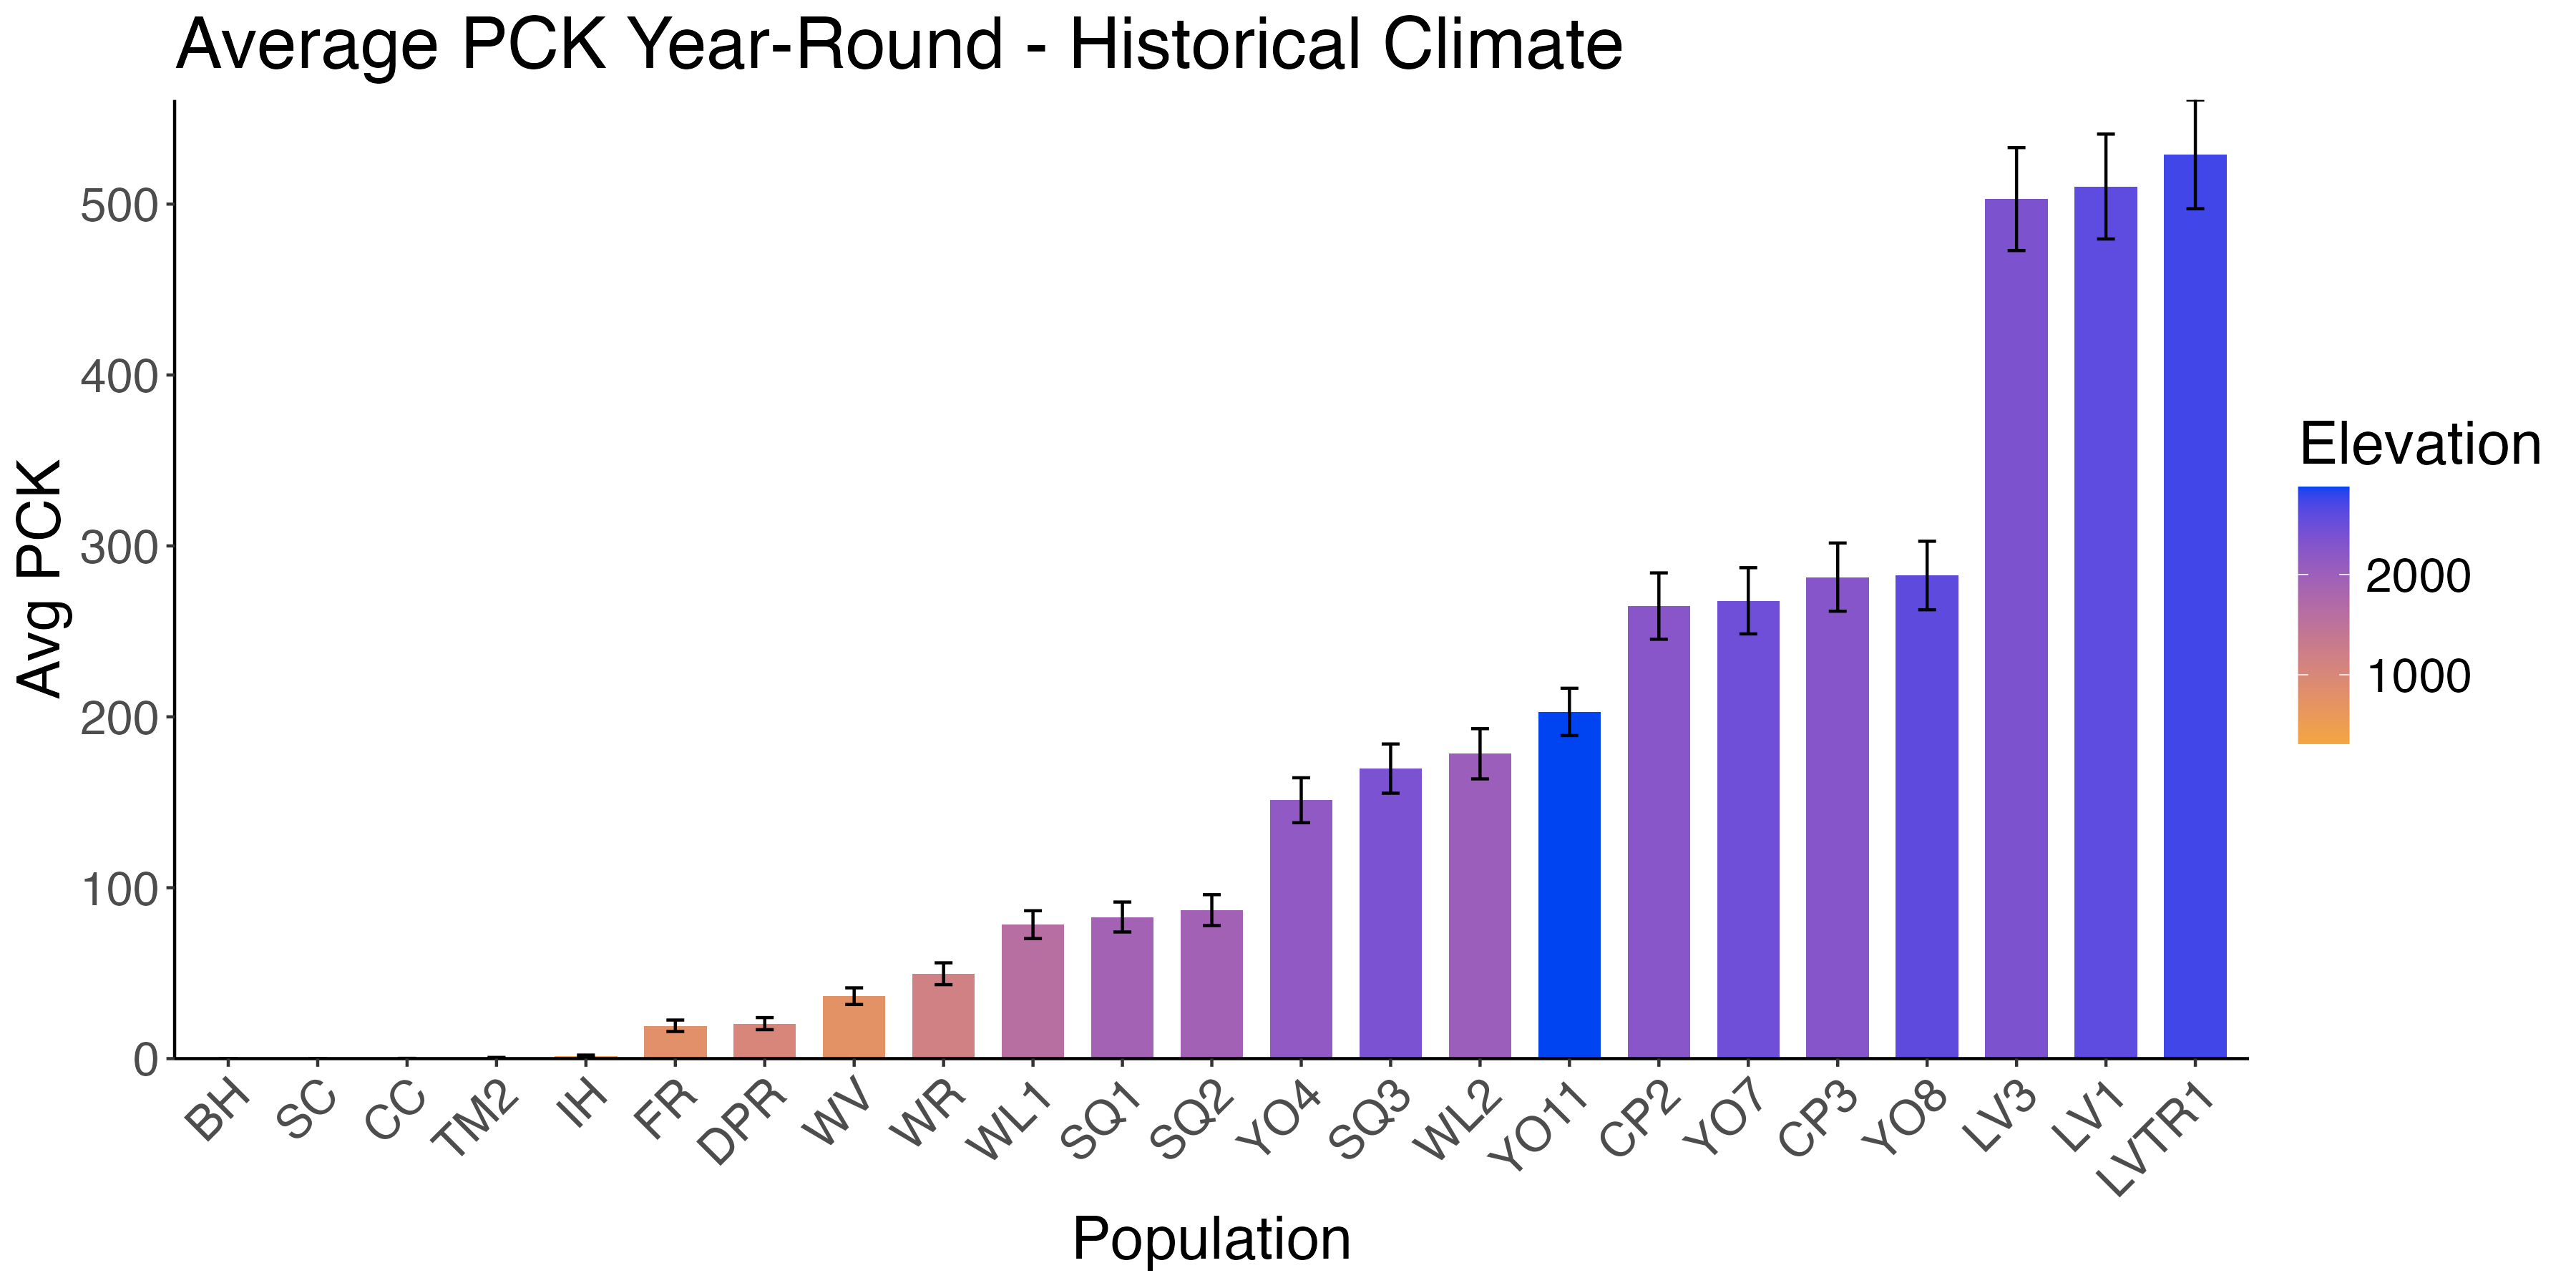 Average PCK Year-Round - Historical Climate
Avg PCK
500
400
300
200
100
0
BH SC CC TM2 IH FR DPR WV WR WL1 SQ1 SQ2 YO4 SQ3 WL2 YO11 CP2 YO7 CP3 YO8 LV3 LV1 LVTR1
Population
Elevation
2000
1000